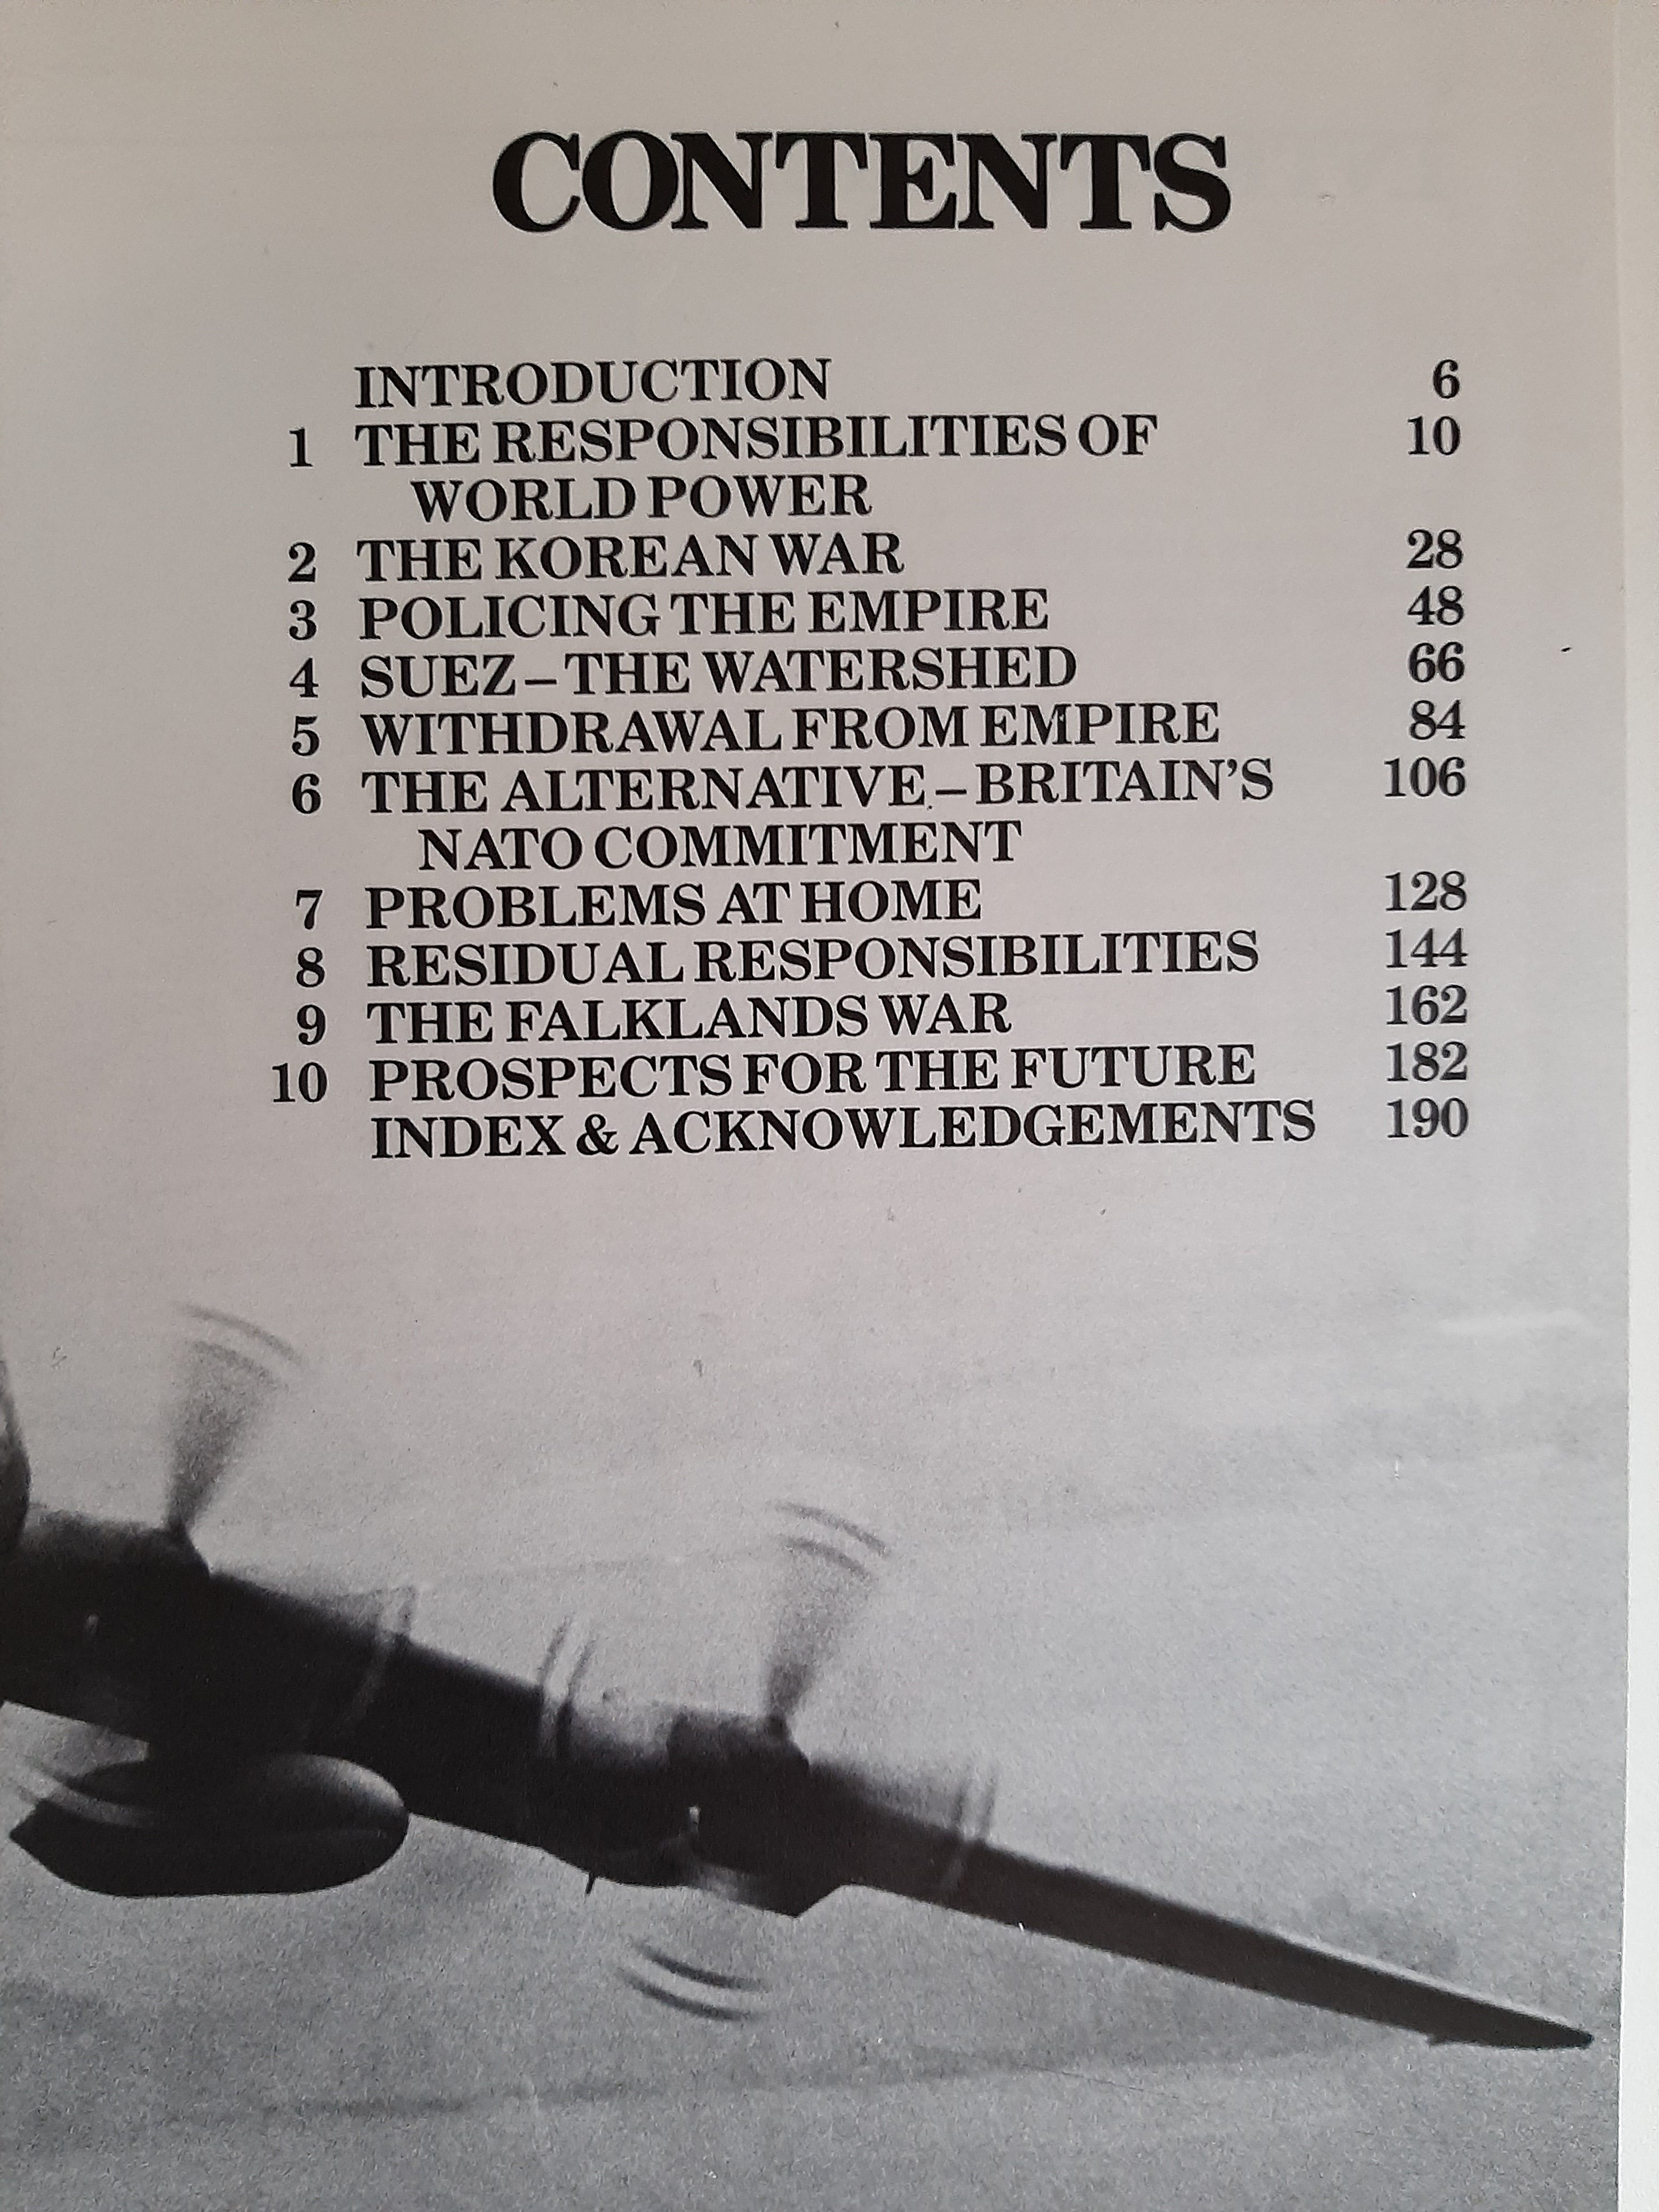 CONTENTS
INTRODUCTION 6
1 THE RESPONSIBILITIES OF 10
WORLD POWER
2 THE KOREAN WAR 28
3 POLICING THE EMPIRE 48
4 SUEZ–THE WATERSHED 66
5 WITHDRAWAL FROM EMPIRE 84
6 THE ALTERNATIVE–BRITAIN'S 106
NATO COMMITMENT
7 PROBLEMS AT HOME 128
8 RESIDUAL RESPONSIBILITIES 144
9 THE FALKLANDS WAR 162
10 PROSPECTS FOR THE FUTURE 182
INDEX & ACKNOWLEDGEMENTS 190